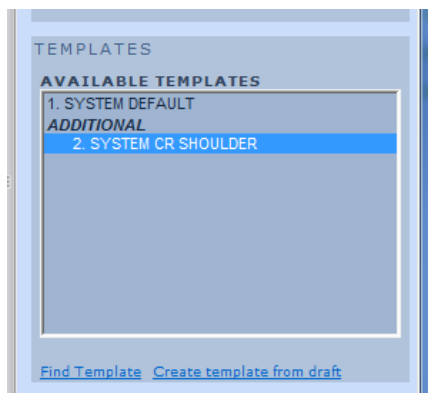 TEMPLATES
AVAILABLE TEMPLATES
1. SYSTEM DEFAULT
ADDITIONAL
2. SYSTEM CR SHOULDER
Find Template Create template from draft